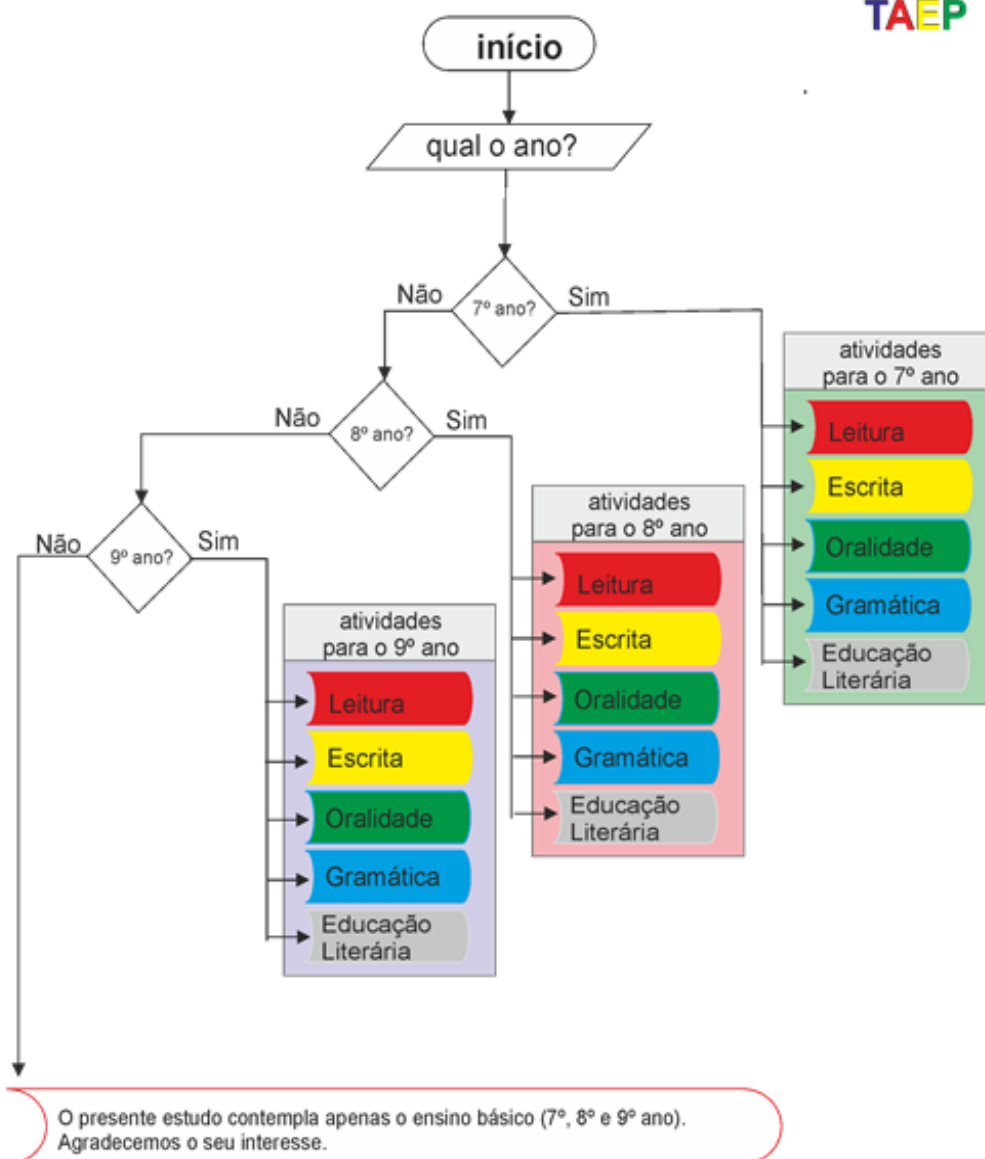 TAEP
início
qual o ano?
7º ano?
Não
Sim
atividades
para o 7º ano
Leitura
Escrita
Oralidade
Gramática
Educação
Literária
8º ano?
Não
Sim
atividades
para o 8º ano
Leitura
Escrita
Oralidade
Gramática
Educação
Literária
9º ano?
Não
Sim
atividades
para o 9º ano
Leitura
Escrita
Oralidade
Gramática
Educação
Literária
O presente estudo contempla apenas o ensino básico (7º, 8º e 9º ano).
Agradecemos o seu interesse.